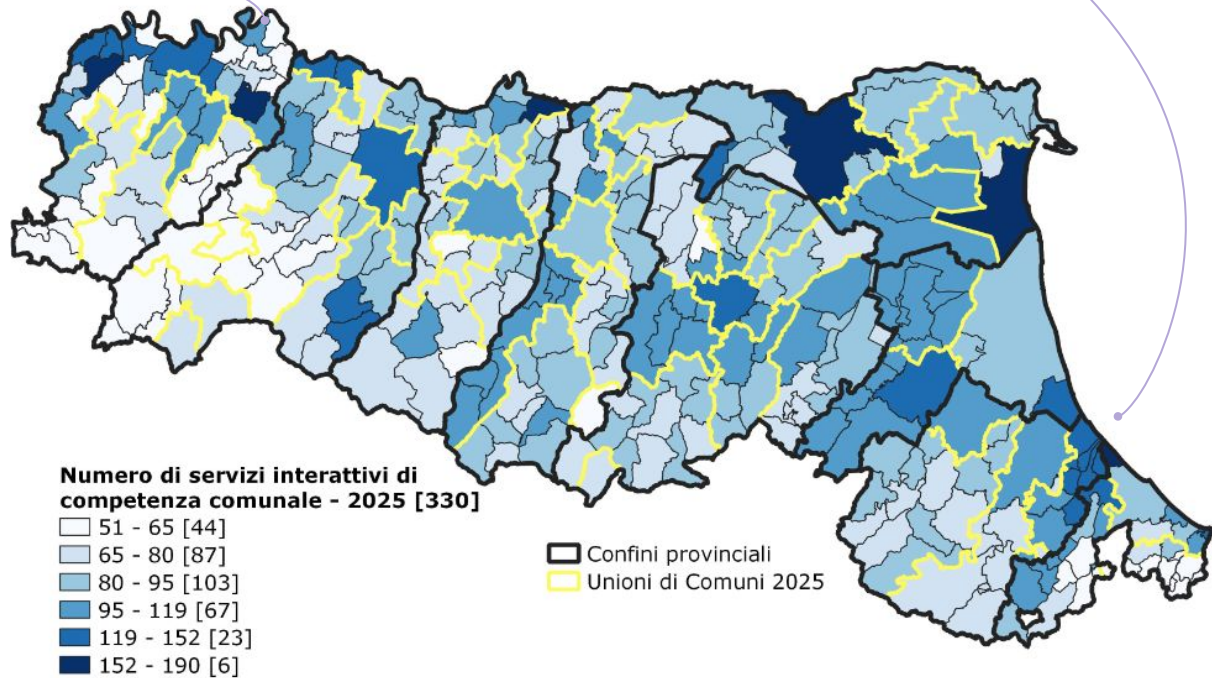 Numero di servizi interattivi di
competenza comunale - 2025 [330]
51 - 65 [44]
65 - 80 [87]
80 - 95 [103]
95 - 119 [67]
119 - 152 [23]
152 - 190 [6]
Confini provinciali
Unioni di Comuni 2025